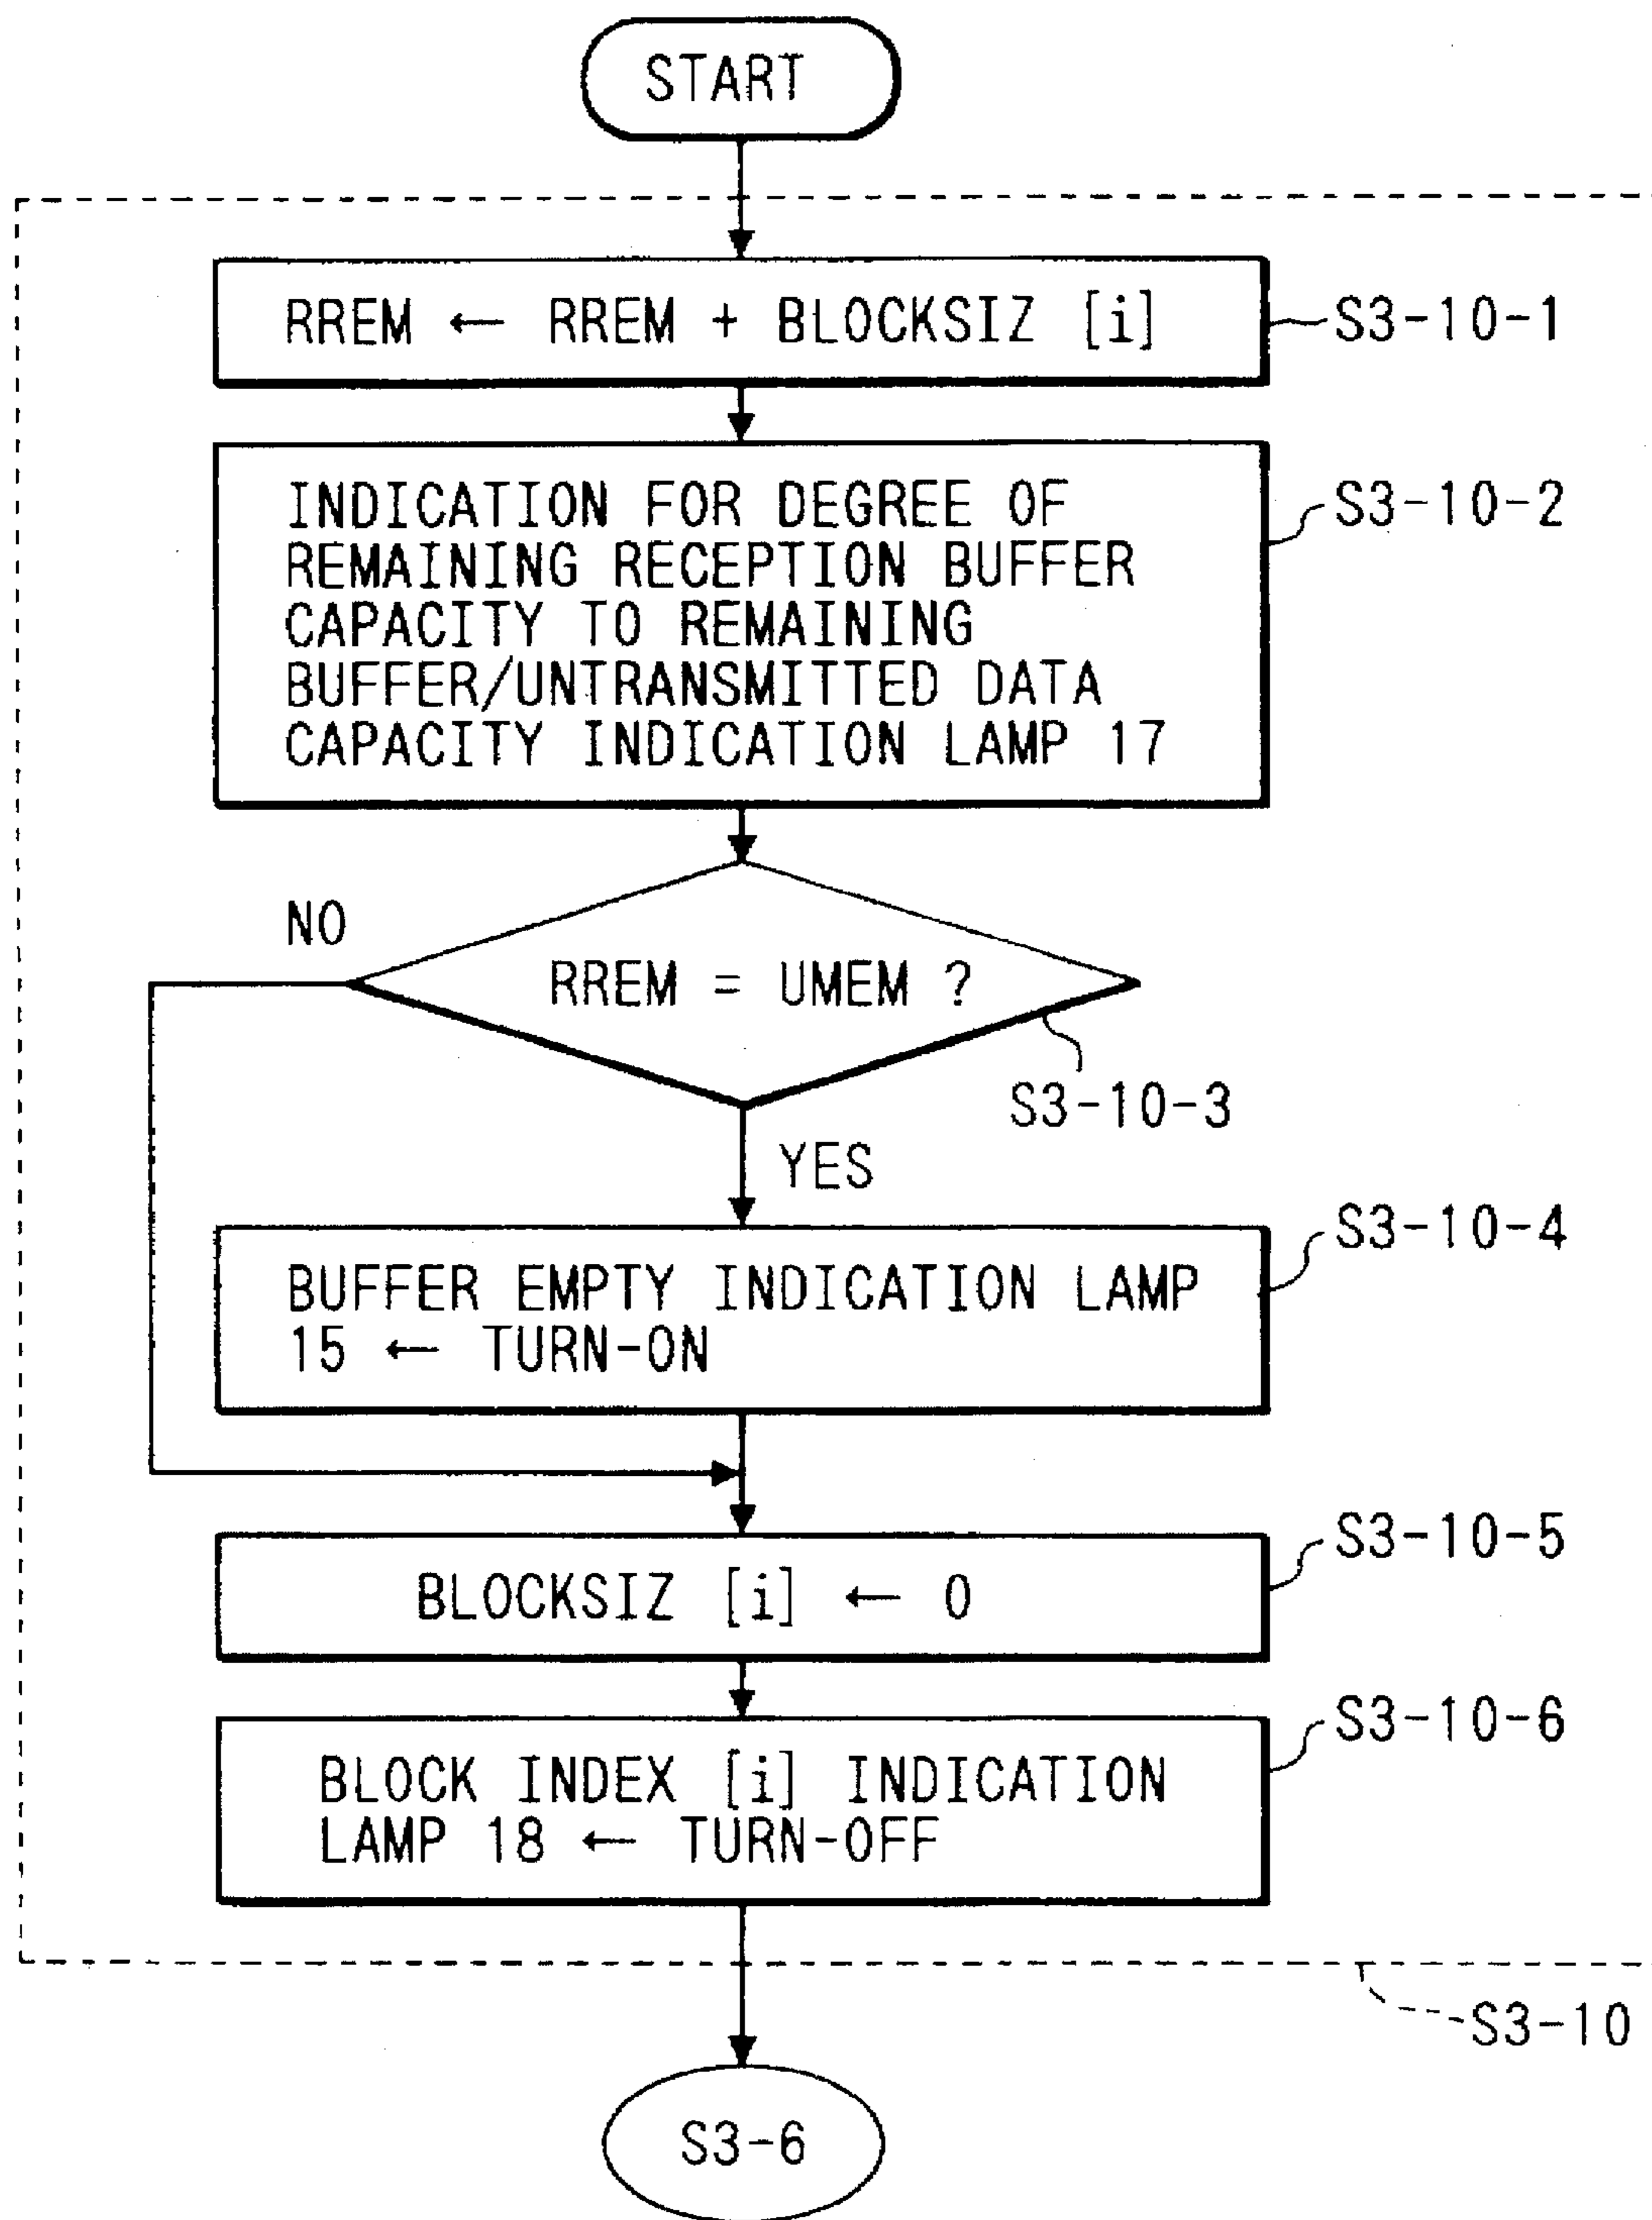 START
RREM ← RREM + BLOCKSIZ [i]
S3-10-1
INDICATION FOR DEGREE OF
REMAINING RECEPTION BUFFER
CAPACITY TO REMAINING
BUFFER/UNTRANSMITTED DATA
CAPACITY INDICATION LAMP 17
S3-10-2
NO
RREM = UMEM ?
S3-10-3
YES
BUFFER EMPTY INDICATION LAMP
15 ← TURN-ON
S3-10-4
BLOCKSIZ [i] ← 0
S3-10-5
BLOCK INDEX [i] INDICATION
LAMP 18 ← TURN-OFF
S3-10-6
S3-10
S3-6